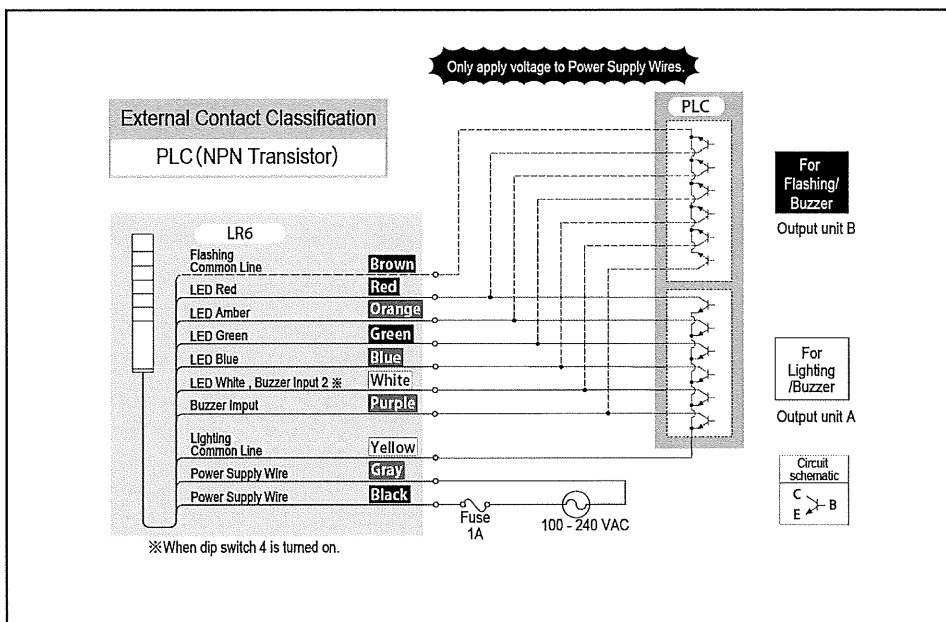 Only apply voltage to Power Supply Wires.
External Contact Classification
PLC (NPN Transistor)
PLC
For
Flashing/
Buzzer
Output unit B
LR6
Flashing
Common Line
Brown
LED Red
Red
LED Amber
Orange
LED Green
Green
LED Blue
Blue
LED White , Buzzer Input 2 ※
White
Buzzer Imput
Purple
Lighting
Common Line
Yellow
Power Supply Wire
Gray
Power Supply Wire
Black
Fuse
1A
100 - 240 VAC
For
Lighting
/Buzzer
Output unit A
Circuit
schematic
C
B
E
※When dip switch 4 is turned on.